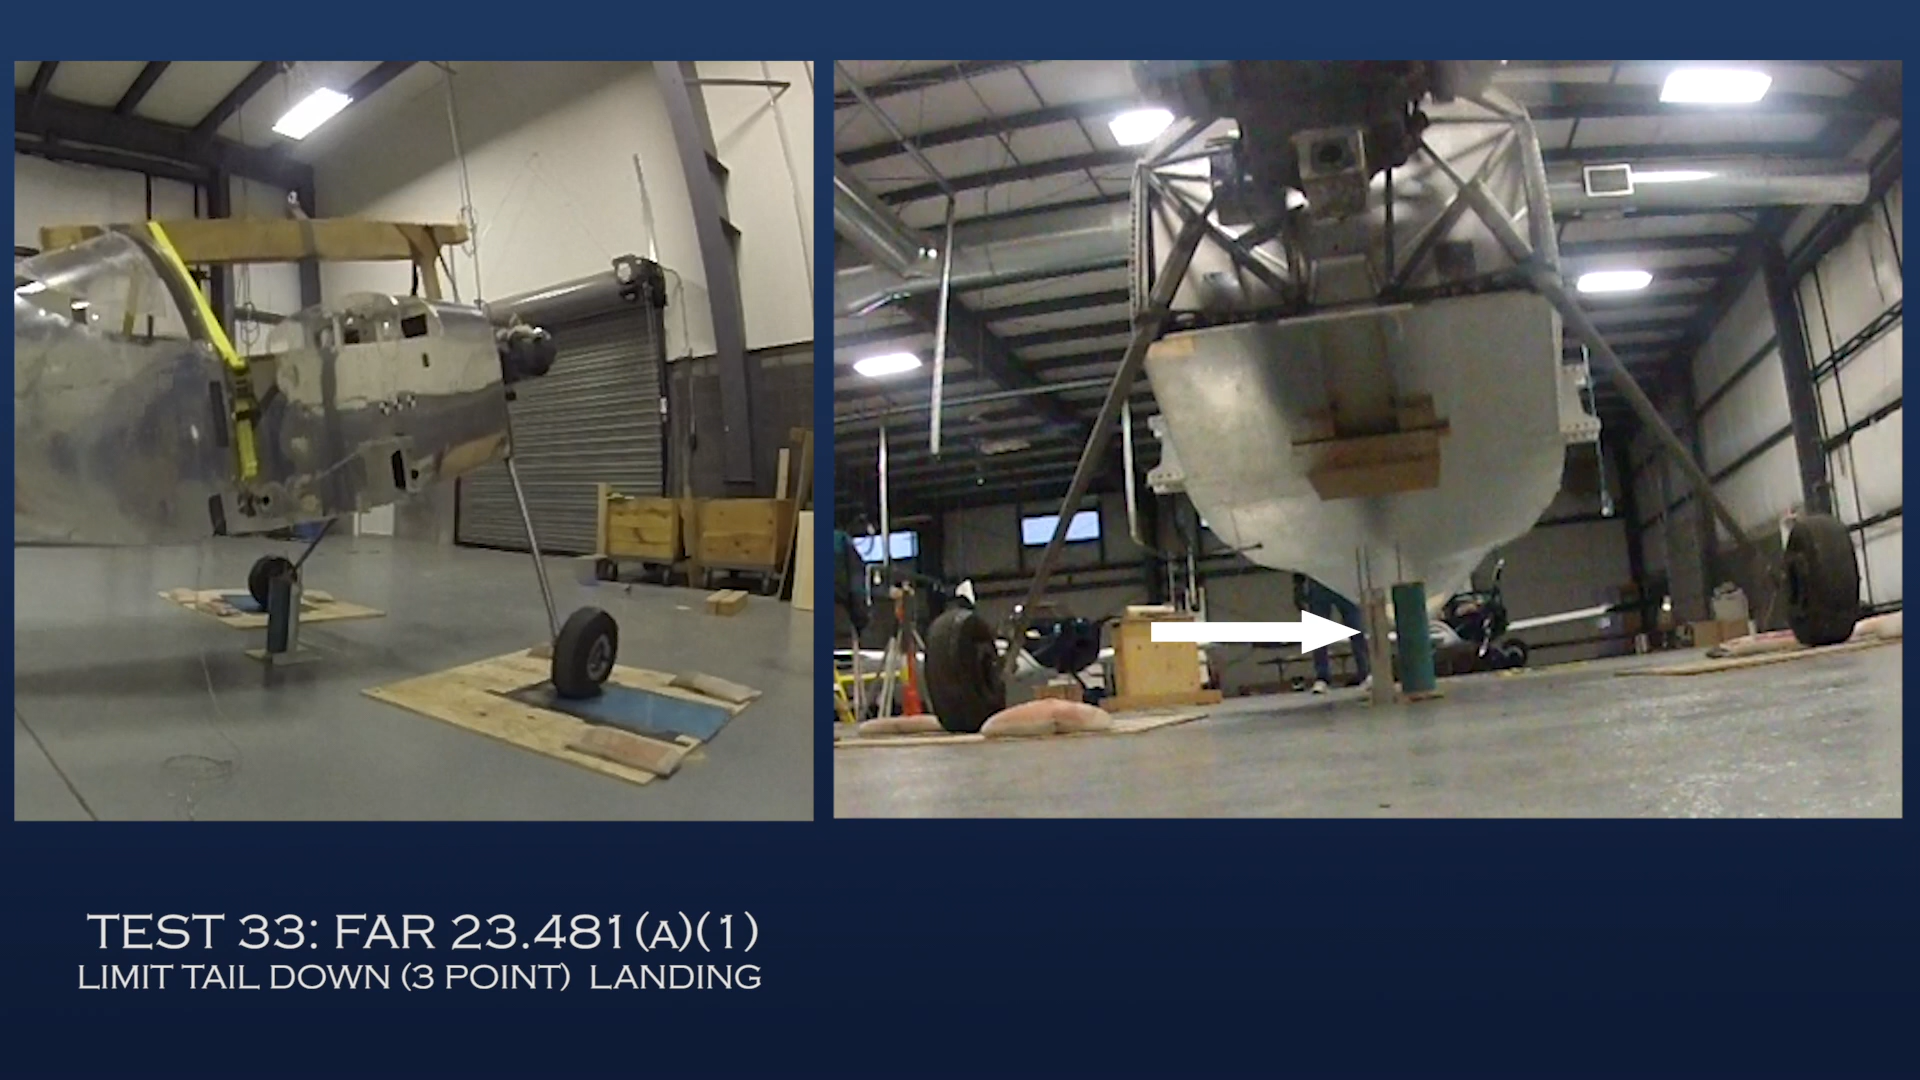 TEST 33: FAR 23.481(A)(1)
LIMIT TAIL DOWN (3 POINT) LANDING